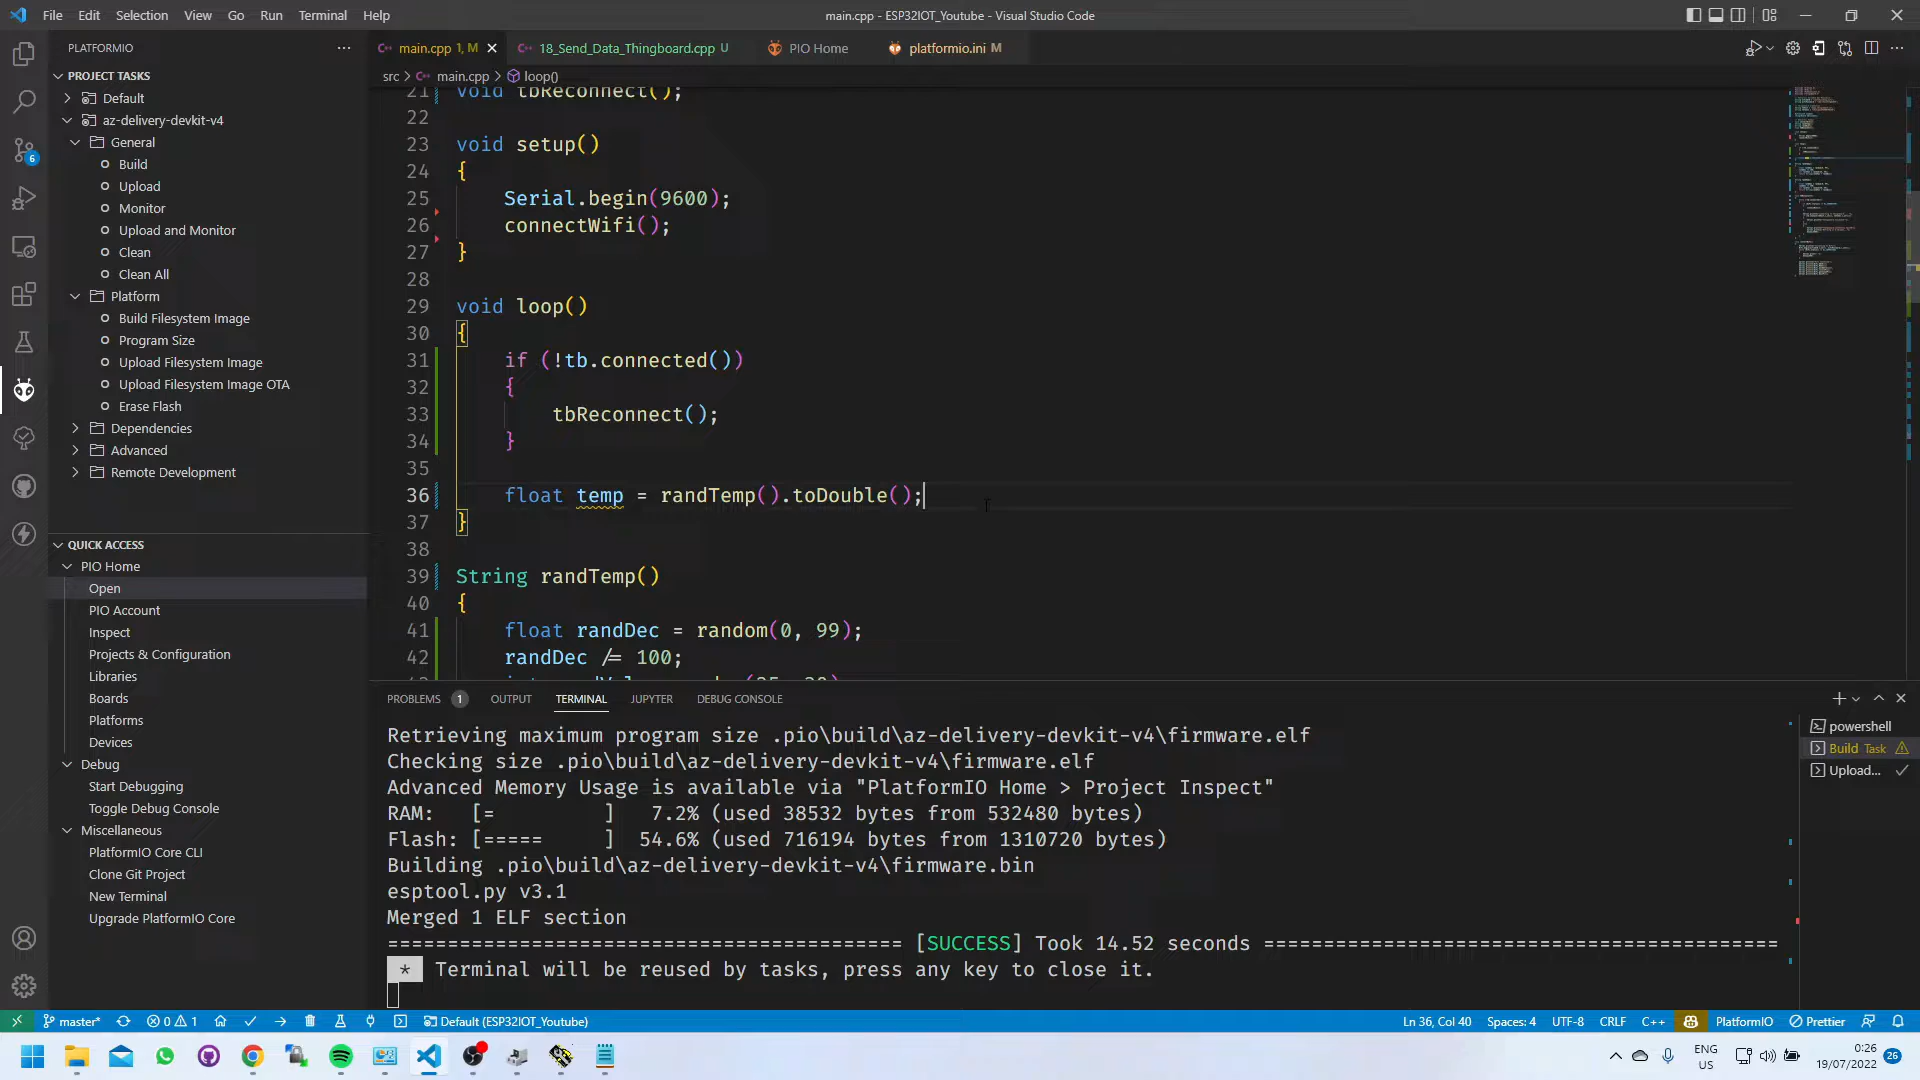 File Edit Selection View Go Run Terminal Help
main.cpp - ESP32IOT_Youtube - Visual Studio Code
PLATFORMIO
PROJECT TASKS
Default
az-delivery-devkit-v4
General
Build
Upload
Monitor
Upload and Monitor
Clean
Clean All
Platform
Build Filesystem Image
Program Size
Upload Filesystem Image
Upload Filesystem Image OTA
Erase Flash
Dependencies
Advanced
Remote Development
QUICK ACCESS
PIO Home
Open
PIO Account
Inspect
Projects & Configuration
Libraries
Boards
Platforms
Devices
Debug
Start Debugging
Toggle Debug Console
Miscellaneous
PlatformIO Core CLI
Clone Git Project
New Terminal
Upgrade PlatformIO Core
6
main.cpp 1, M
18_Send_Data_Thingboard.cpp U
PIO Home
platformio.ini M
src > main.cpp > loop()
21 void tbReconnect();
22
23 void setup()
24 {
25 Serial.begin(9600);
26 connectWifi();
27 }
28
29 void loop()
30 {
31 if (!tb.connected())
32 {
33 tbReconnect();
34 }
35
36 float temp = randTemp().toDouble();
37 }
38
39 String randTemp()
40 {
41 float randDec = random(0, 99);
42 randDec /= 100;
PROBLEMS 1 OUTPUT TERMINAL JUPYTER DEBUG CONSOLE
Retrieving maximum program size .pio\build\az-delivery-devkit-v4\firmware.elf
Checking size .pio\build\az-delivery-devkit-v4\firmware.elf
Advanced Memory Usage is available via "PlatformIO Home > Project Inspect"
RAM: [= ] 7.2% (used 38532 bytes from 532480 bytes)
Flash: [===== ] 54.6% (used 716194 bytes from 1310720 bytes)
Building .pio\build\az-delivery-devkit-v4\firmware.bin
esptool.py v3.1
Merged 1 ELF section
=========================================== [SUCCESS] Took 14.52 seconds ===========================================
* Terminal will be reused by tasks, press any key to close it.
powershell
Build Task
Upload...
master* 0 1 Default (ESP32IOT_Youtube)
Ln 36, Col 40 Spaces: 4 UTF-8 CRLF C++ PlatformIO Prettier
ENG
US
0:26
19/07/2022
26